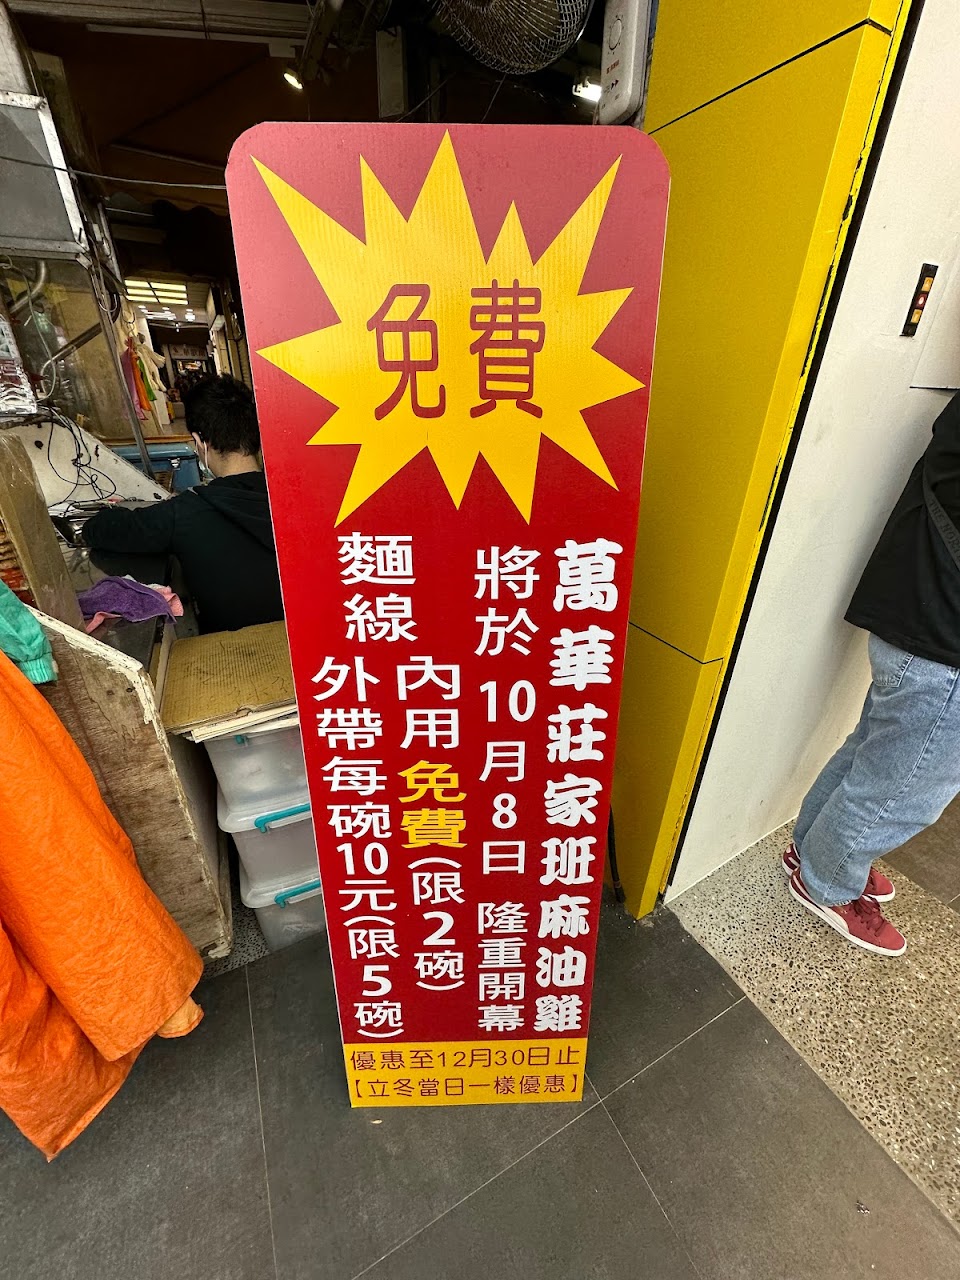 免費
萬華莊家班麻油雞
將於10月8日 隆重開幕
麵線
內用免費(限2碗)
外帶每碗10元(限5碗)
優惠至12月30日止
【立冬當日一樣優惠】